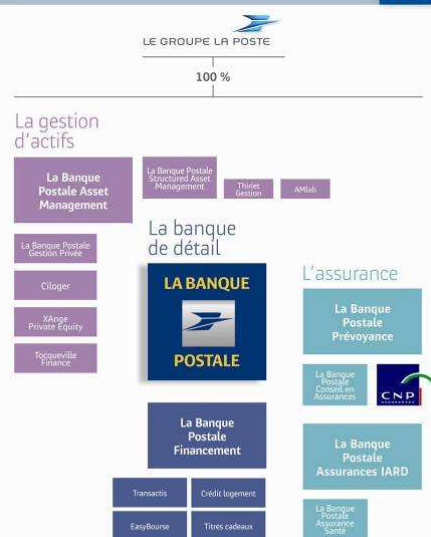 LE GROUPE LA POSTE
100 %
La gestion
d'actifs
La Banque
Postale Asset
Management
La Banque Postale
Structured Asset
Management
Thiriet
Gestion
AMlab
La Banque Postale
Gestion Privée
Ciloger
XAnge
Private Equity
Tocqueville
Finance
La banque
de détail
LA BANQUE
POSTALE
La Banque
Postale
Financement
Transactis
Crédit logement
EasyBourse
Titres cadeaux
L'assurance
La Banque
Postale
Prévoyance
La Banque
Postale
Conseil en
Assurances
CNP
ASSURANCES
La Banque
Postale
Assurances IARD
La Banque
Postale
Assurance
Santé